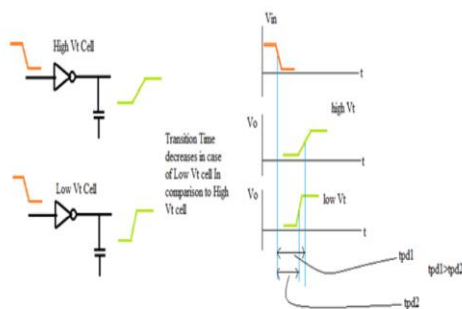 High Vt Cell
Low Vt Cell
Transition Time
decreases in case
of Low Vt cell In
comparison to High
Vt cell
Vin
t
high Vt
Vo
t
Vo
low Vt
t
tpd1
tpd1>tpd2
tpd2